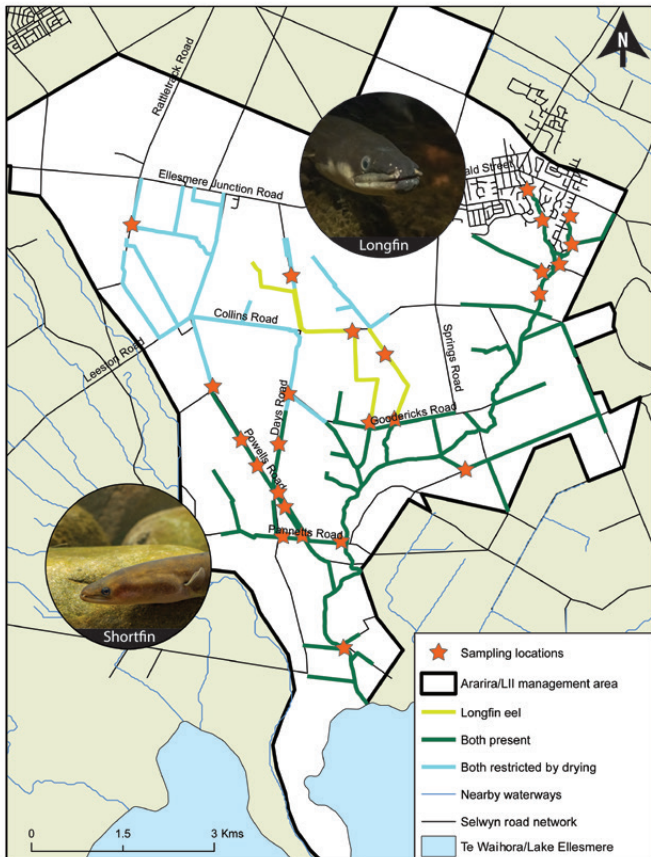 N
Rattletrack Road
ald Street
Longfin
Ellesmere Junction Road
Collins Road
Leeston Road
Springs Road
Days Road
Goodericks Road
Powells Road
Pannetts Road
Shortfin
Sampling locations
Ararira/LII management area
Longfin eel
Both present
Both restricted by drying
Nearby waterways
Selwyn road network
Te Waihora/Lake Ellesmere
0 1.5 3 Kms